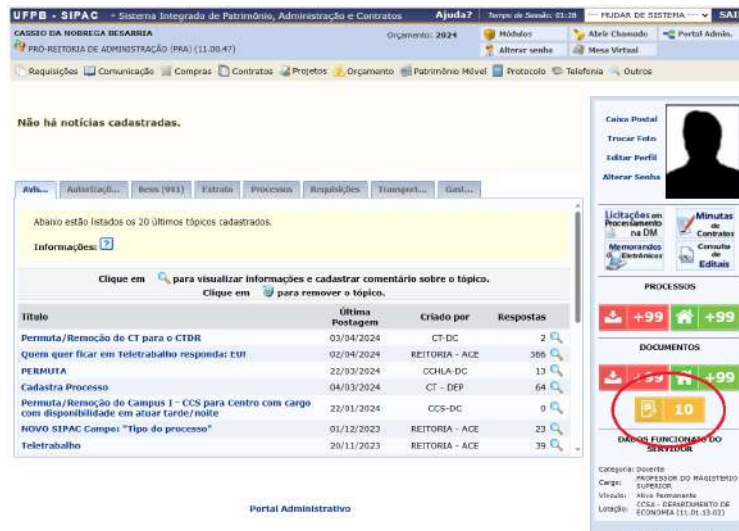 UFPB - SIPAC - Sistema Integrado de Patrimônio, Administração e Contratos
Ajuda?
Tempo de Sessão: 01:28
--- MUDAR DE SISTEMA ---
SAI
CASSIO DA NOBREGA BESARRIA
Orçamento: 2024
Módulos
Abrir Chamado
Portal Admin.
PRÓ-REITORIA DE ADMINISTRAÇÃO (PRA) (11.00.47)
Alterar senha
Mesa Virtual
Requisições
Comunicação
Compras
Contratos
Projetos
Orçamento
Patrimônio Móvel
Protocolo
Telefonia
Outros
Não há notícias cadastradas.
Caixa Postal
Trocar Foto
Editar Perfil
Alterar Senha
Avis...
Autorizaçõ...
Bens (991)
Extrato
Processos
Requisições
Transport...
Gast...
Abaixo estão listados os 20 últimos tópicos cadastrados.
Informações: ?
Clique em para visualizar informações e cadastrar comentário sobre o tópico.
Clique em para remover o tópico.
Título
Última Postagem
Criado por
Respostas
Permuta/Remoção do CT para o CTDR 03/04/2024 CT-DC 2
Quem quer ficar em Teletrabalho responda: EU! 02/04/2024 REITORIA - ACE 366
PERMUTA 22/03/2024 CCHLA-DC 13
Cadastra Processo 04/03/2024 CT - DEP 64
Permuta/Remoção do Campus I - CCS para Centro com cargo
com disponibilidade em atuar tarde/noite 22/01/2024 CCS-DC 0
NOVO SIPAC Campo: "Tipo do processo" 01/12/2023 REITORIA - ACE 23
Teletrabalho 20/11/2023 REITORIA - ACE 39
Portal Administrativo
Licitações em
Processamento
na DM
Minutas
de
Contratos
Memorandos
Eletrônicos
Consulta
de
Editais
PROCESSOS
+99
+99
DOCUMENTOS
+99
+99
10
DADOS FUNCIONAIS DO
SERVIDOR
Categoria: Docente
Cargo: PROFESSOR DO MAGISTERIO
SUPERIOR
Vínculo: Ativo Permanente
Lotação: CCSA - DEPARTAMENTO DE
ECONOMIA (11.01.13.02)